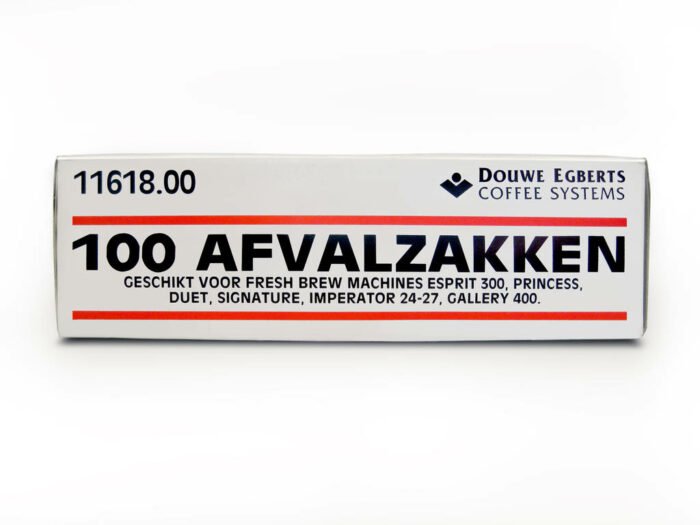 11618.00
DOUWE EGBERTS
COFFEE SYSTEMS
100 AFVALZAKKEN
GESCHIKT VOOR FRESH BREW MACHINES ESPRIT 300, PRINCESS,
DUET, SIGNATURE, IMPERATOR 24-27, GALLERY 400.